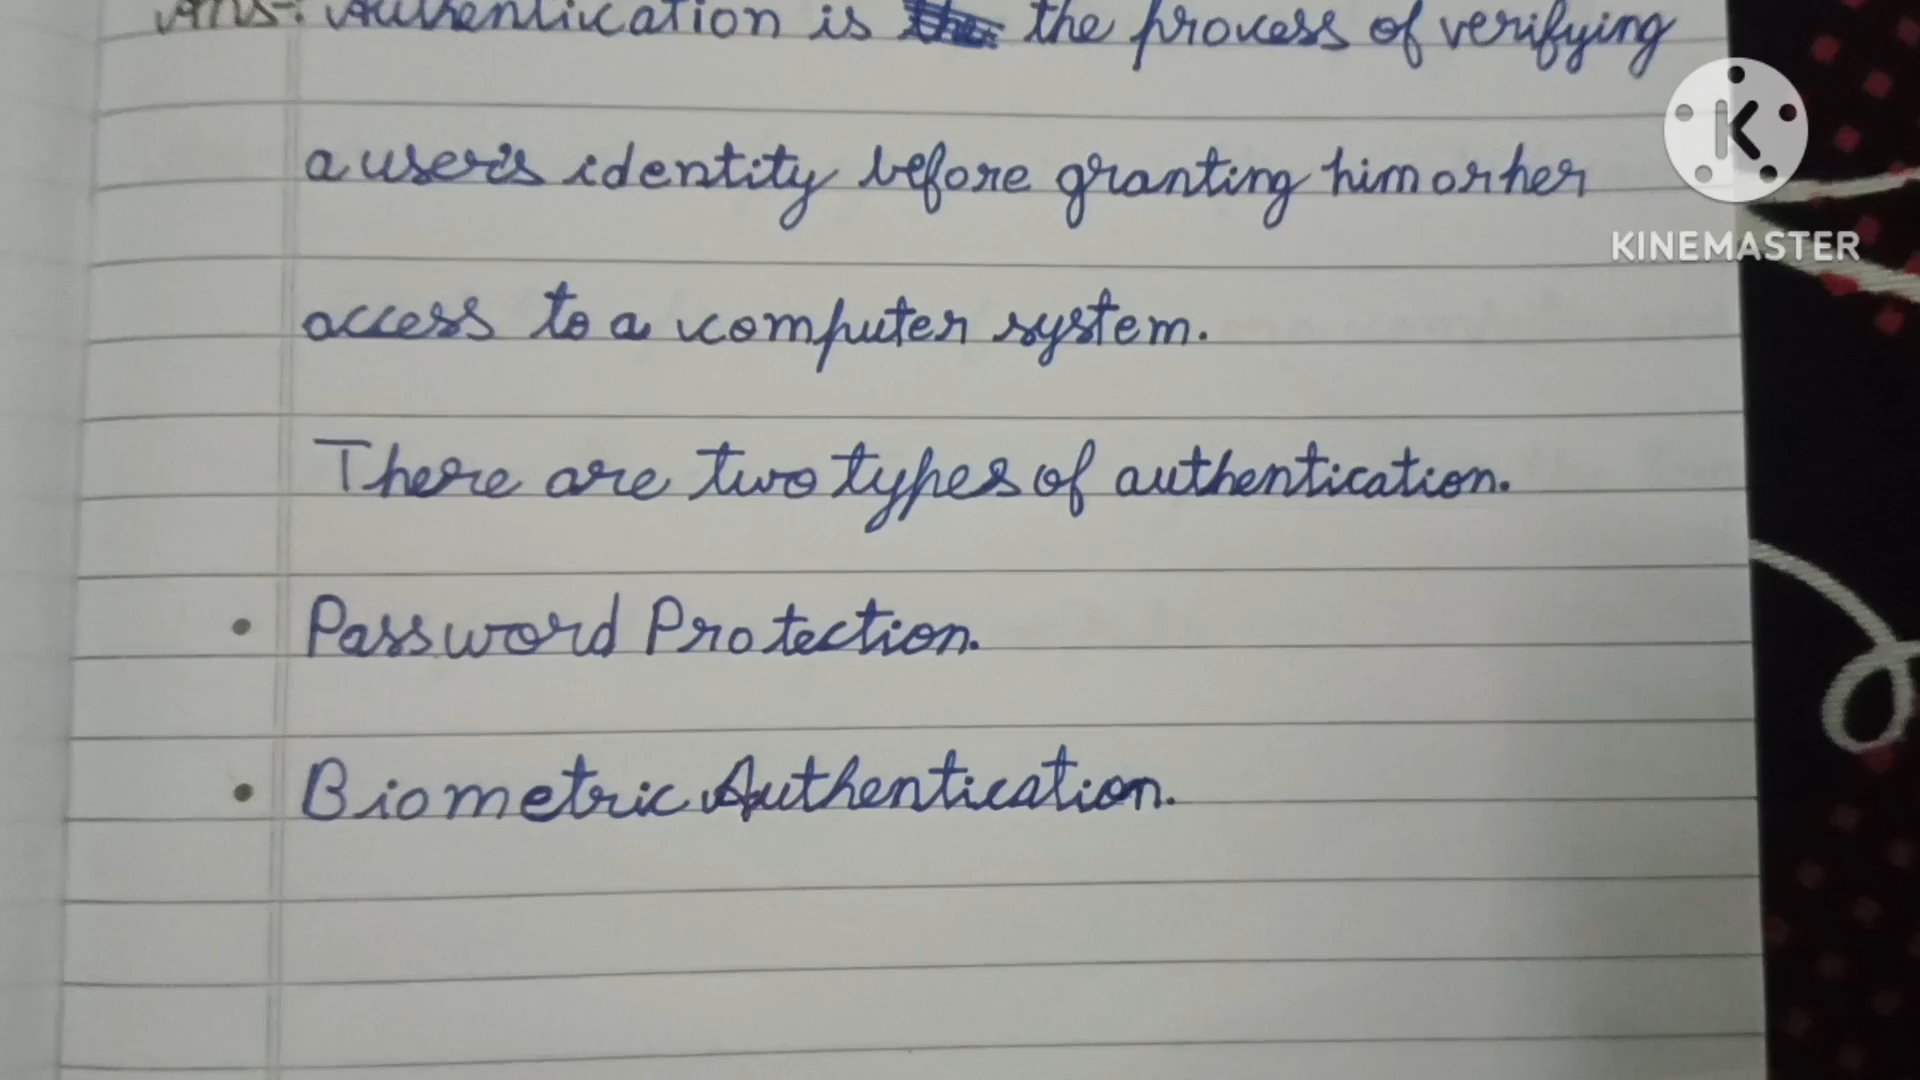 Ans:- Authentication is the process of verifying
a user's identity before granting him or her
access to a computer system.
There are two types of authentication.
• Password Protection.
• Biometric Authentication.
K
KINEMASTER